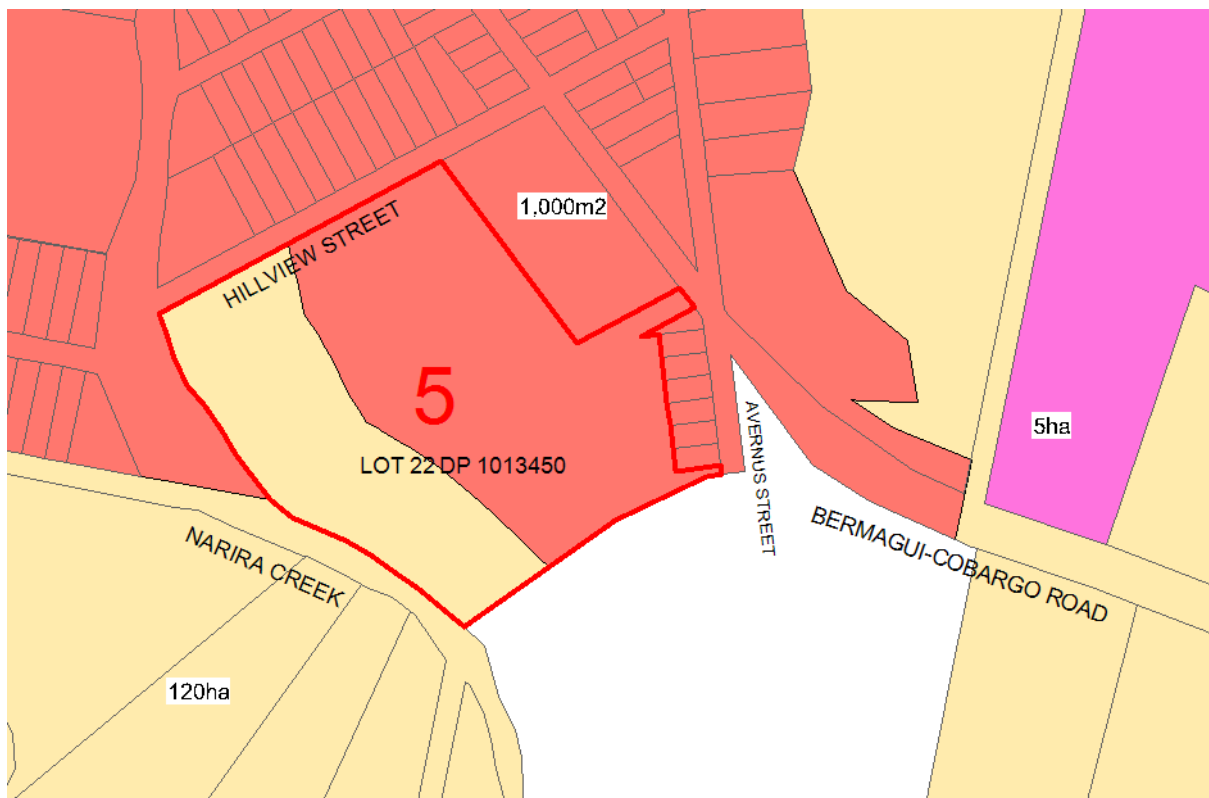 1,000m2
HILLVIEW STREET
5
5ha
AVERNUS STREET
LOT 22 DP 1013450
BERMAGUI-COBARGO ROAD
NARIRA CREEK
120ha